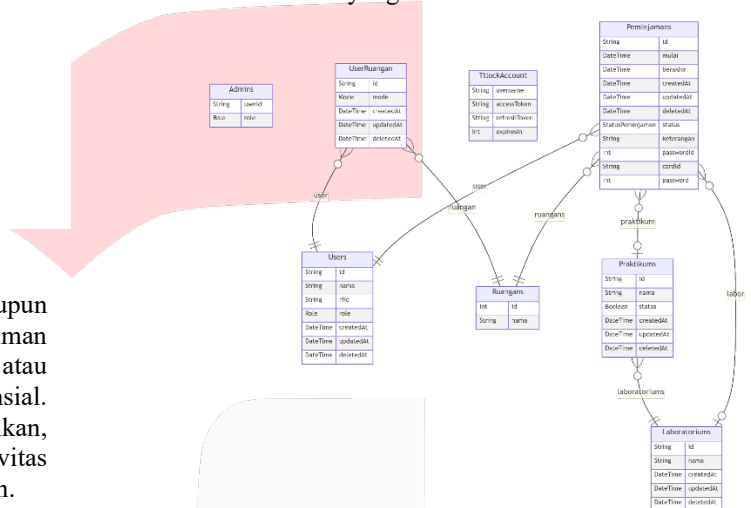 Peminjamans
String id
DateTime mulai
DateTime berakhir
DateTime createdAt
DateTime updatedAt
DateTime deletedAt
StatusPeminjaman status
String keterangan
Int passwordId
String cardId
Int password
UserRuangan
String id
Mode mode
DateTime createdAt
DateTime updatedAt
DateTime deletedAt
TtlockAccount
String username
String accessToken
String refreshToken
Int expiresIn
Admins
String userId
Role role
user
user
ruangan
ruangans
praktikum
Users
String id
String nama
String rfid
Role role
DateTime createdAt
DateTime updatedAt
DateTime deletedAt
Ruangans
Int id
String nama
Praktikums
String id
String nama
Boolean status
DateTime createdAt
DateTime updatedAt
DateTime deletedAt
labor
laboratoriums
Laboratoriums
String id
String nama
DateTime createdAt
DateTime updatedAt
DateTime deletedAt
upun
man
atau
nsial.
kan,
vitas
n.